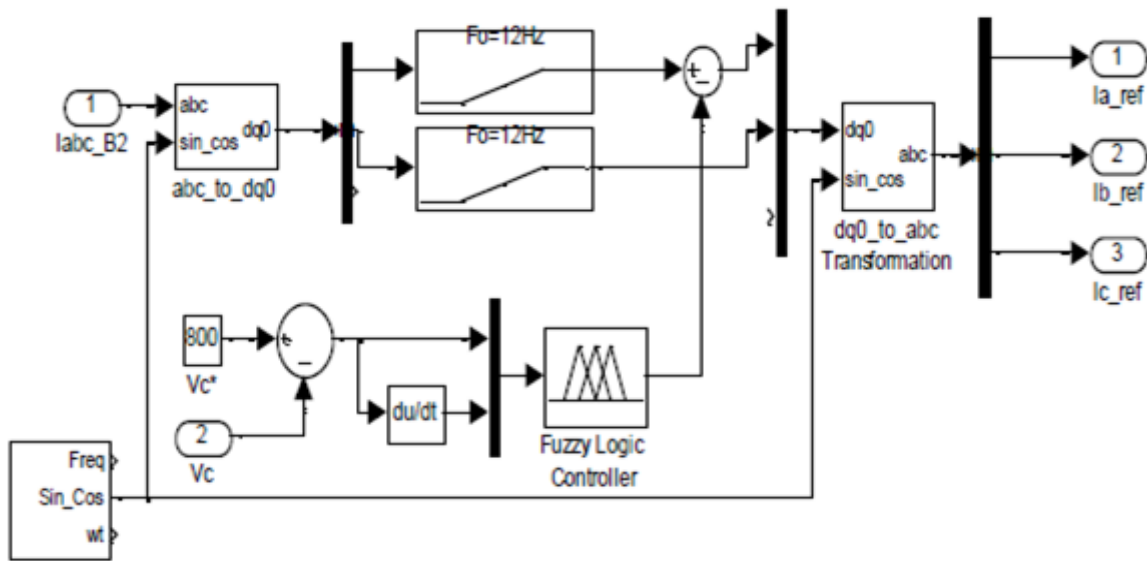 Fo=12Hz
1
Iabc_B2
abc
sin_cos
dq0
abc_to_dq0
Fo=12Hz
+
−
dq0
sin_cos
abc
dq0_to_abc
Transformation
1
Ia_ref
2
Ib_ref
3
Ic_ref
800
Vc*
+
−
2
Vc
du/dt
Fuzzy Logic
Controller
Freq
Sin_Cos
wt